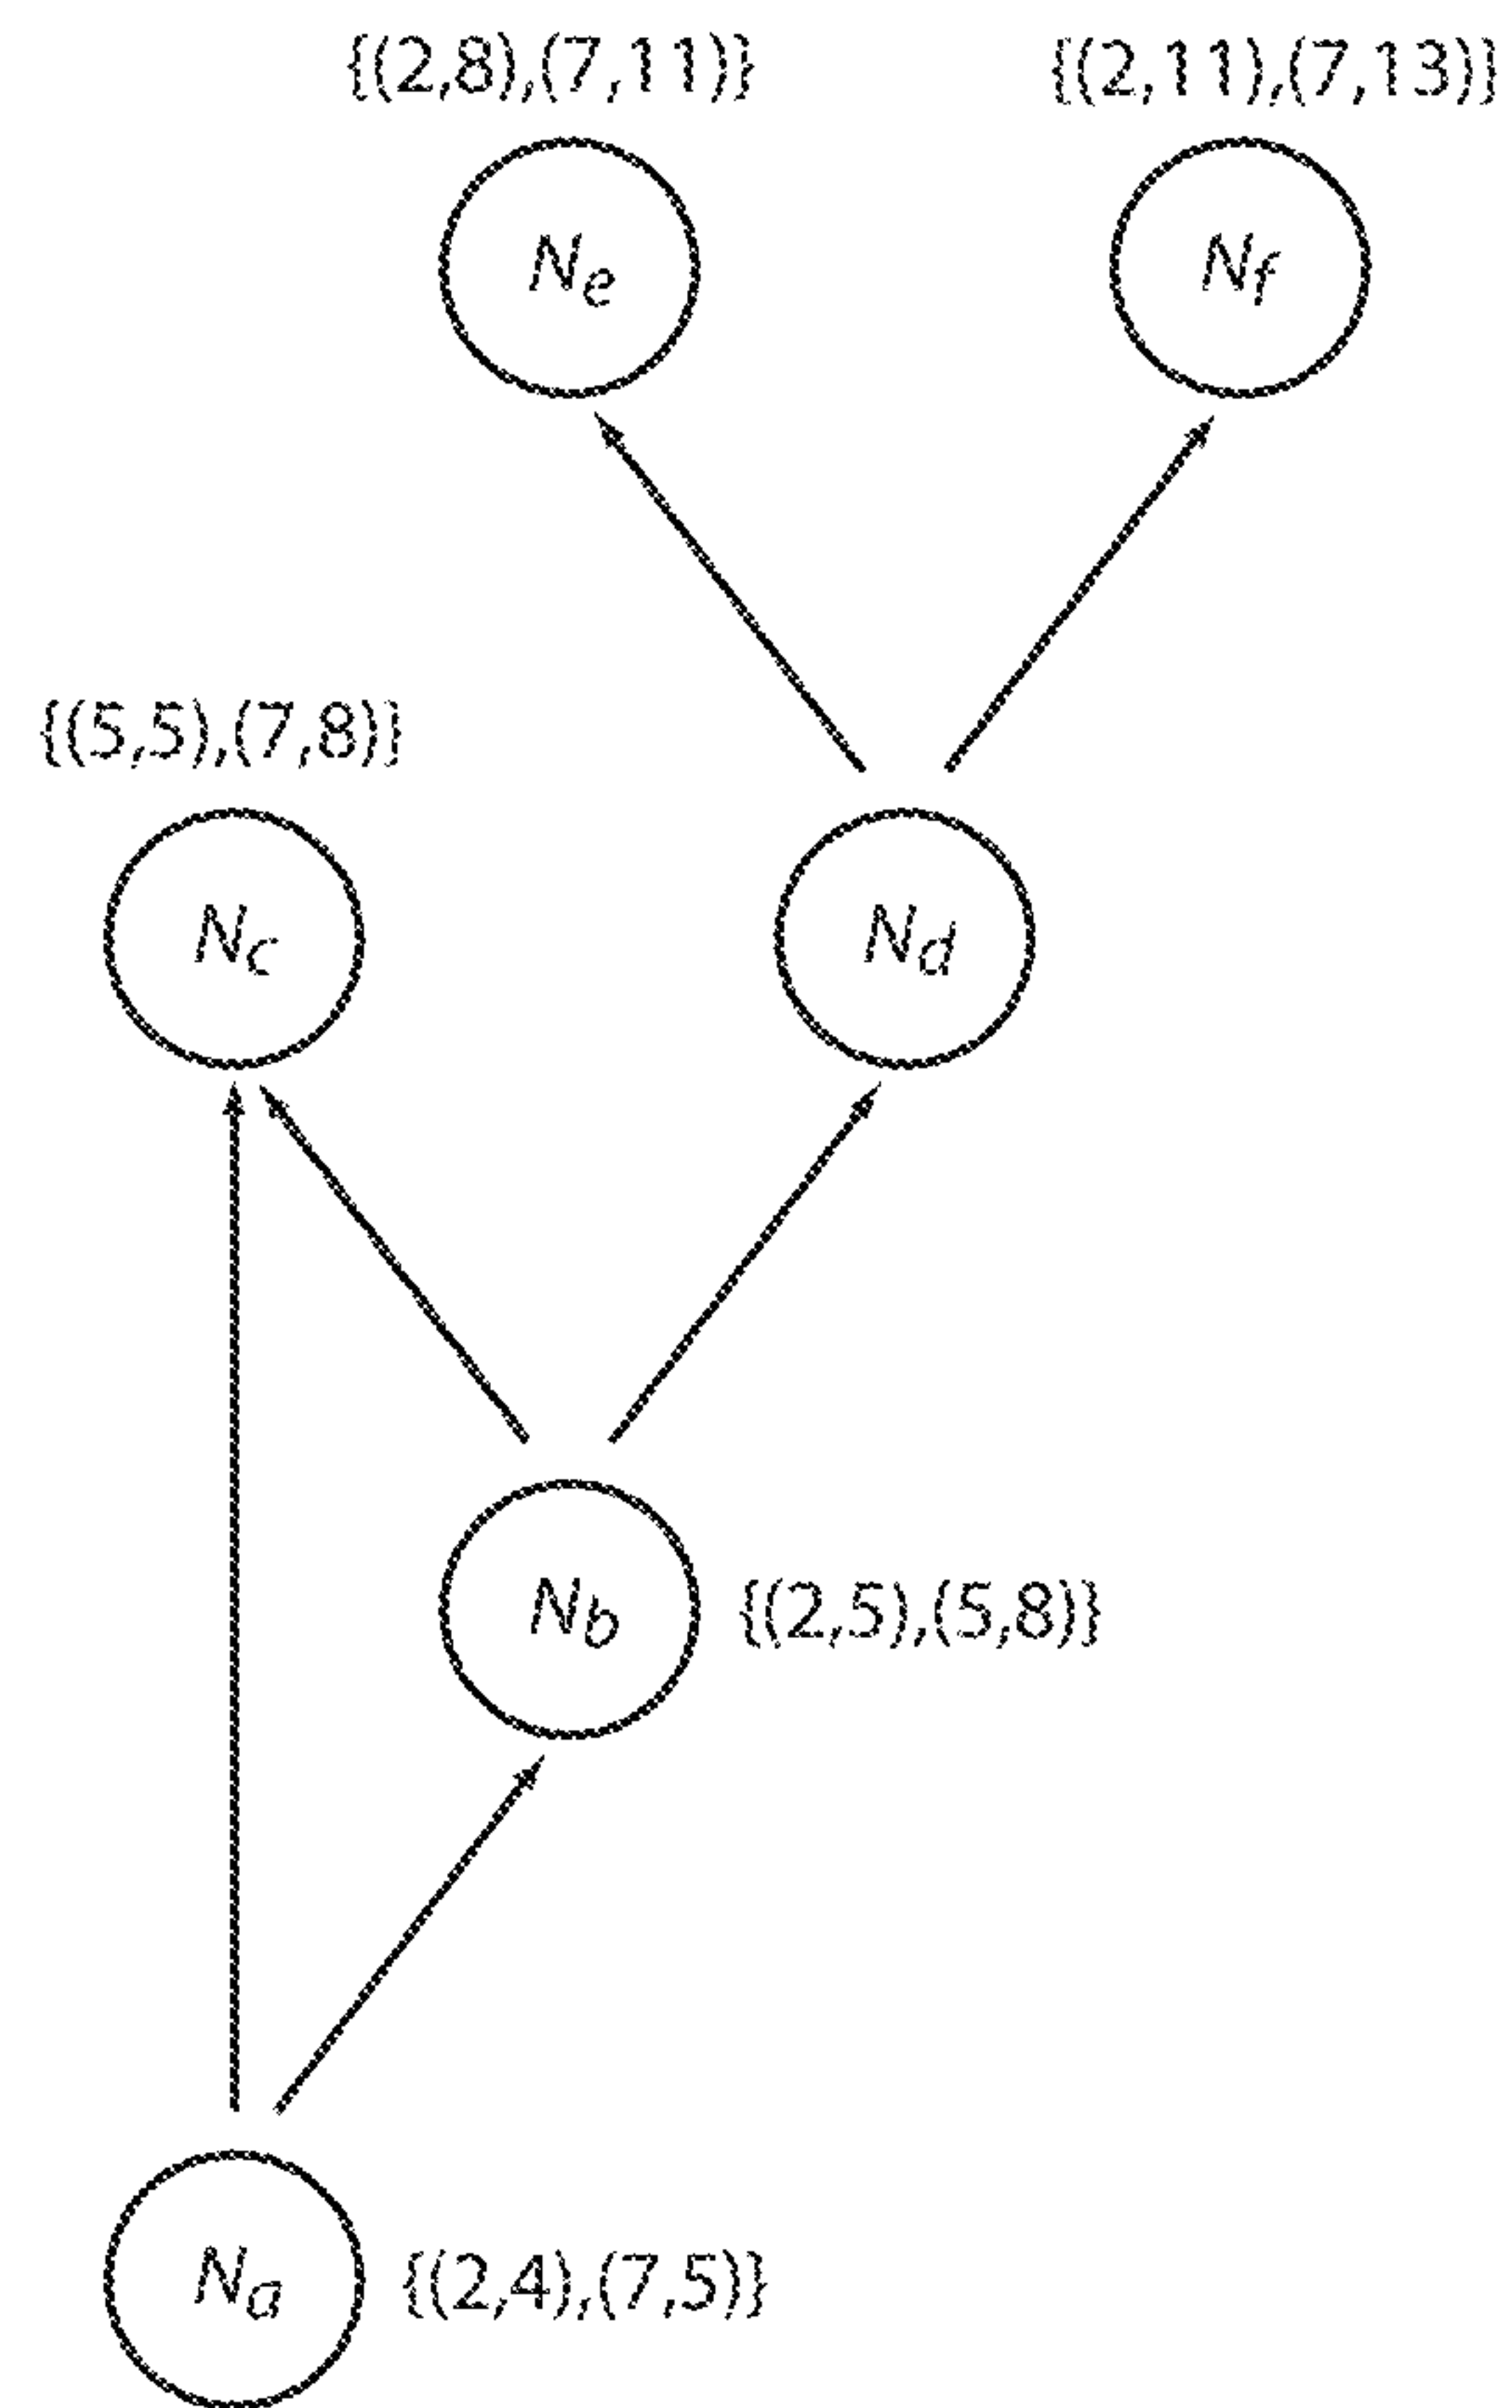 {(2,8),(7,11)} {(2,11),(7,13)}
Ne Nf
{(5,5),(7,8)}
Nc Nd
Nb {(2,5),(5,8)}
Na {(2,4),(7,5)}